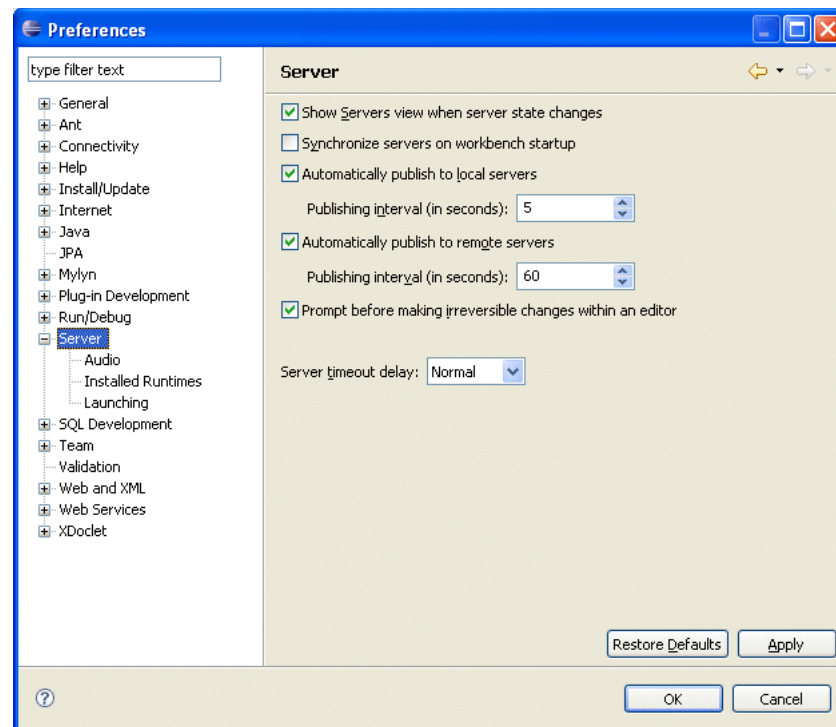 Preferences
type filter text
General
Ant
Connectivity
Help
Install/Update
Internet
Java
JPA
Mylyn
Plug-in Development
Run/Debug
Server
Audio
Installed Runtimes
Launching
SQL Development
Team
Validation
Web and XML
Web Services
XDoclet
Server
Show Servers view when server state changes
Synchronize servers on workbench startup
Automatically publish to local servers
Publishing interval (in seconds): 5
Automatically publish to remote servers
Publishing interval (in seconds): 60
Prompt before making irreversible changes within an editor
Server timeout delay: Normal
Restore Defaults Apply
? OK Cancel